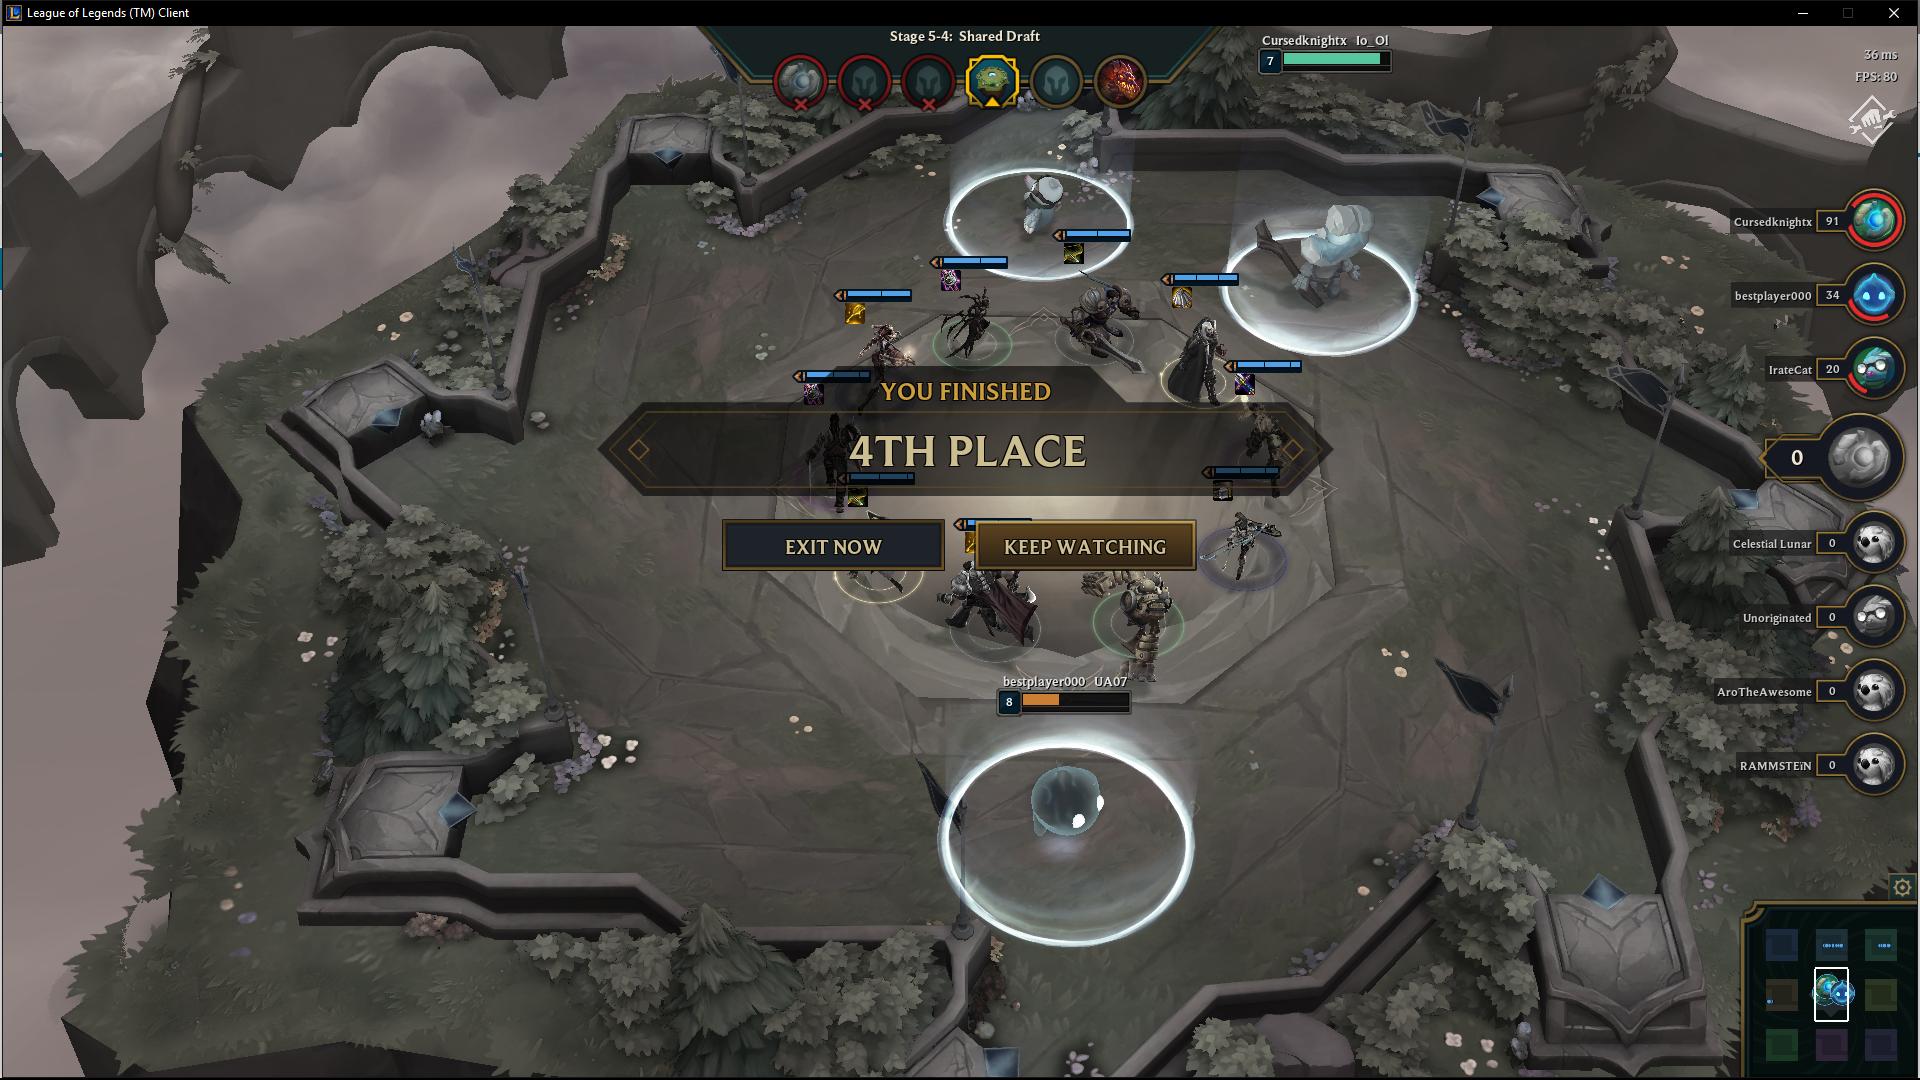 League of Legends (TM) Client
Stage 5-4: Shared Draft
Cursedknightx Io_Ol
7
36 ms
FPS: 80
Cursedknightx 91
bestplayer000 34
IrateCat 20
YOU FINISHED
4TH PLACE
0
EXIT NOW
KEEP WATCHING
Celestial Lunar 0
Unoriginated 0
bestplayer000 UA07
8
AroTheAwesome 0
RAMMSTEïN 0